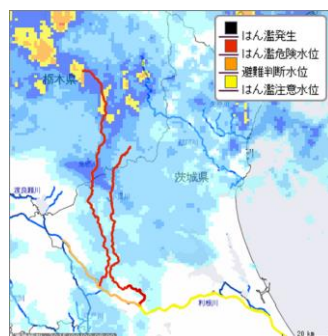 はん濫発生
はん濫危険水位
避難判断水位
はん濫注意水位
栃木県
茨城県
渡良瀬川
利根川
20 km